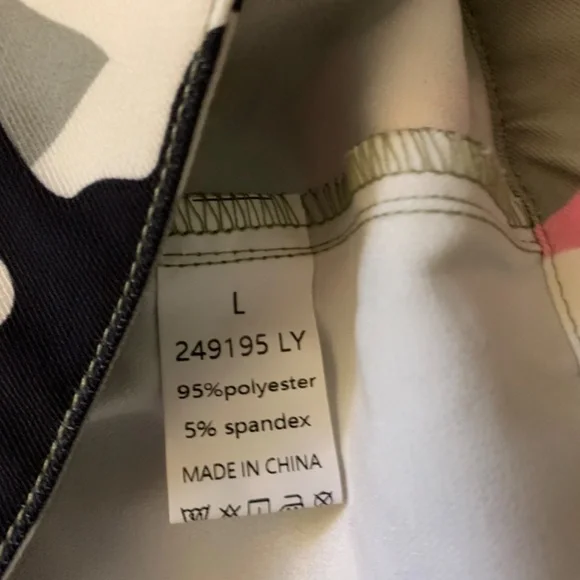 L
249195 LY
95%polyester
5% spandex
MADE IN CHINA